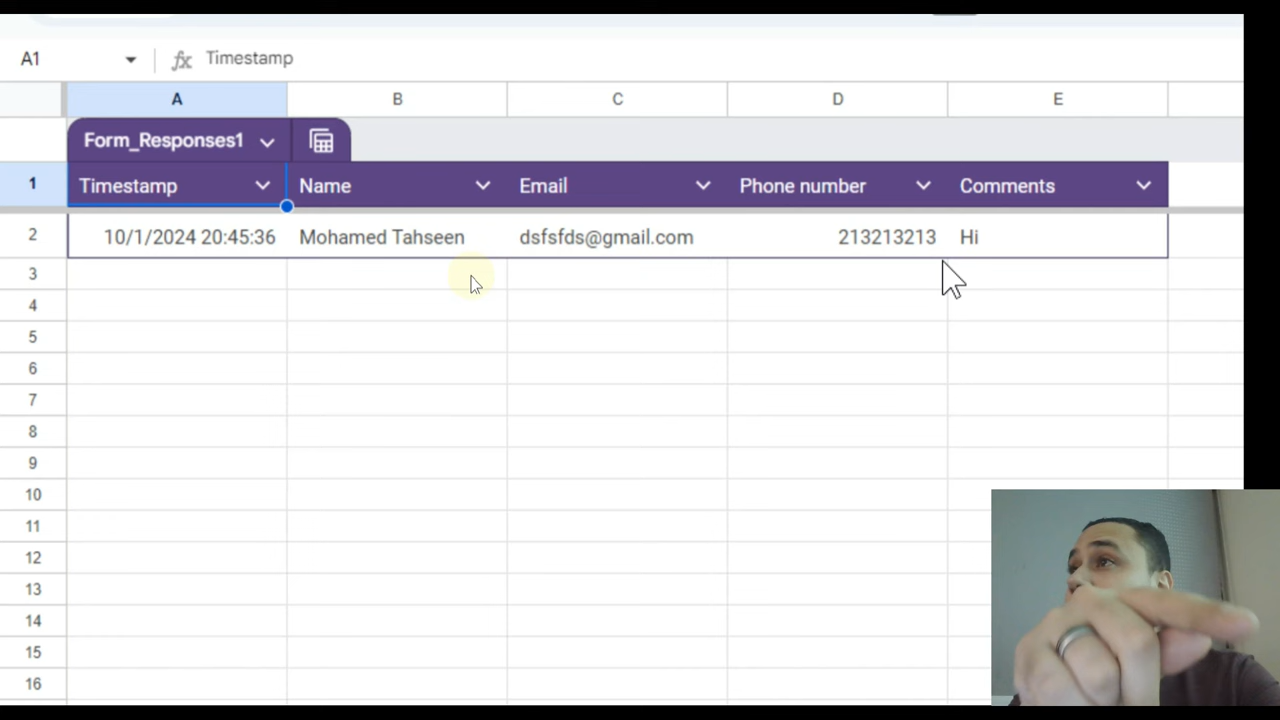 A1 fx Timestamp
A B C D E
Form_Responses1
1 Timestamp Name Email Phone number Comments
2 10/1/2024 20:45:36 Mohamed Tahseen dsfsfds@gmail.com 213213213 Hi
3
4
5
6
7
8
9
10
11
12
13
14
15
16